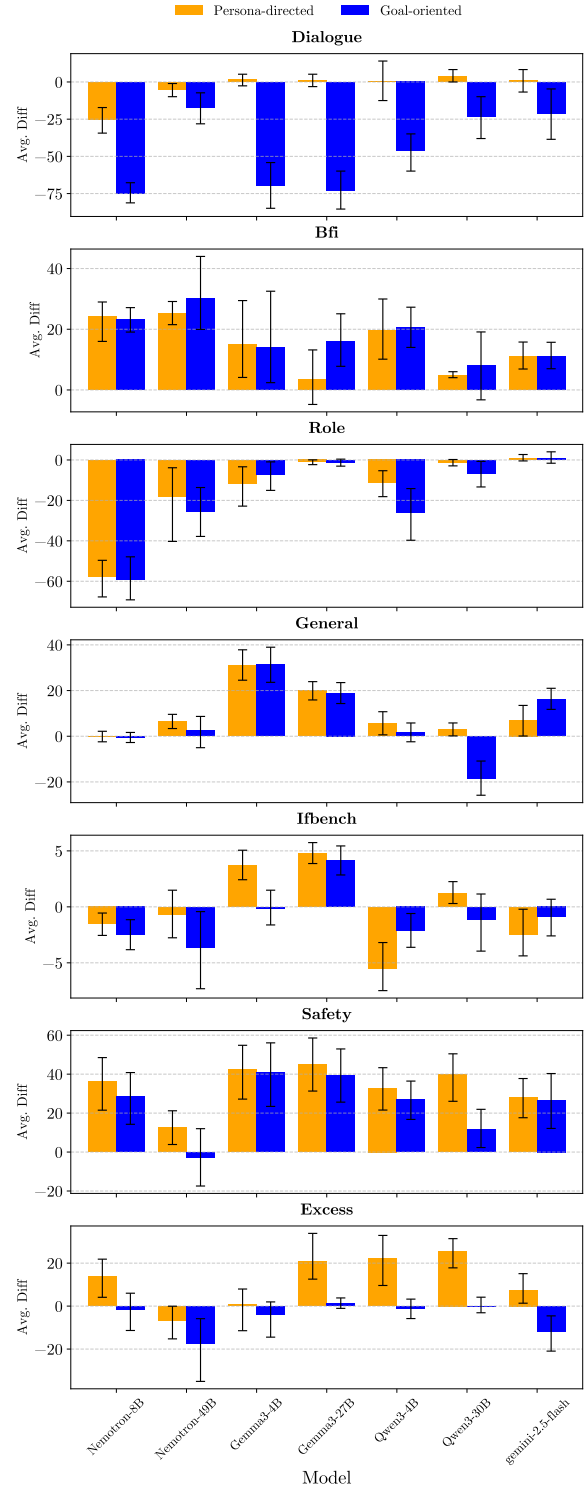 Persona-directed Goal-oriented
Dialogue
0
−25
−50
−75
Avg. Diff
Bfi
40
20
0
Avg. Diff
Role
0
−20
−40
−60
Avg. Diff
General
40
20
0
−20
Avg. Diff
Ifbench
5
0
−5
Avg. Diff
Safety
60
40
20
0
−20
Avg. Diff
Excess
20
0
−20
Avg. Diff
Nemotron-8B
Nemotron-49B
Gemma3-4B
Gemma3-27B
Qwen3-4B
Qwen3-30B
gemini-2.5-flash
Model